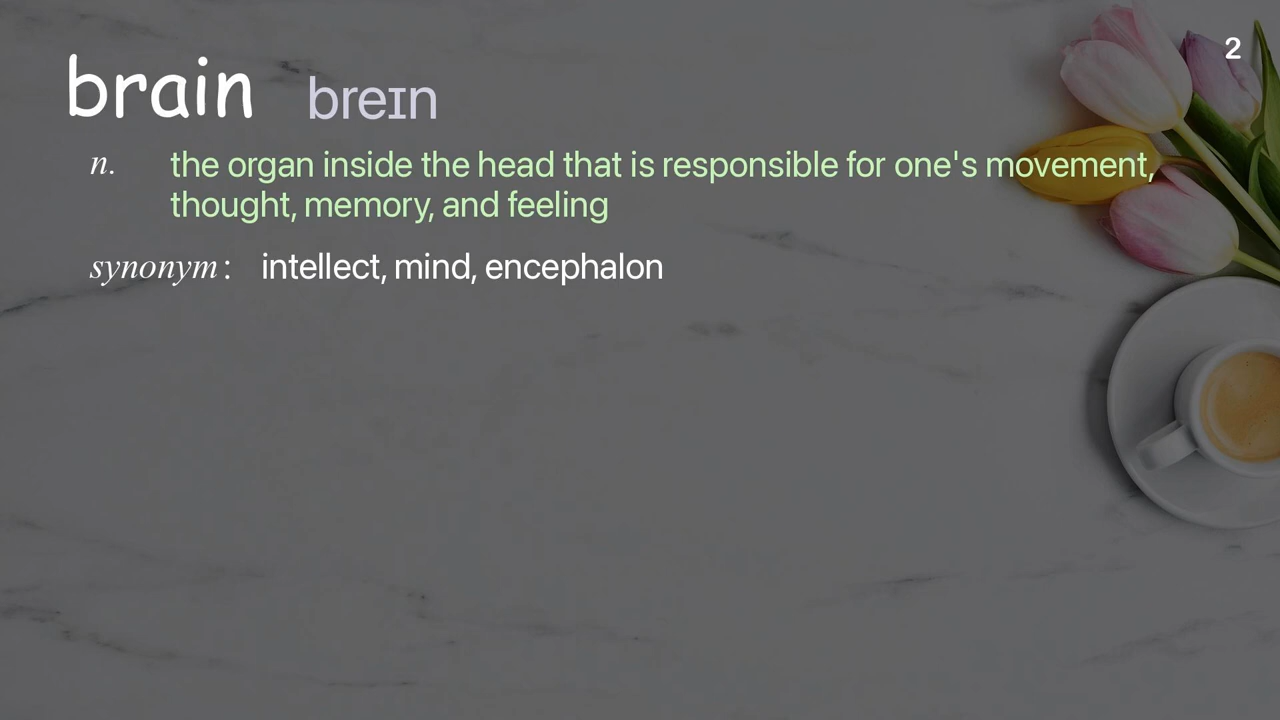 2
brain breɪn
n. the organ inside the head that is responsible for one's movement,
thought, memory, and feeling
synonym: intellect, mind, encephalon